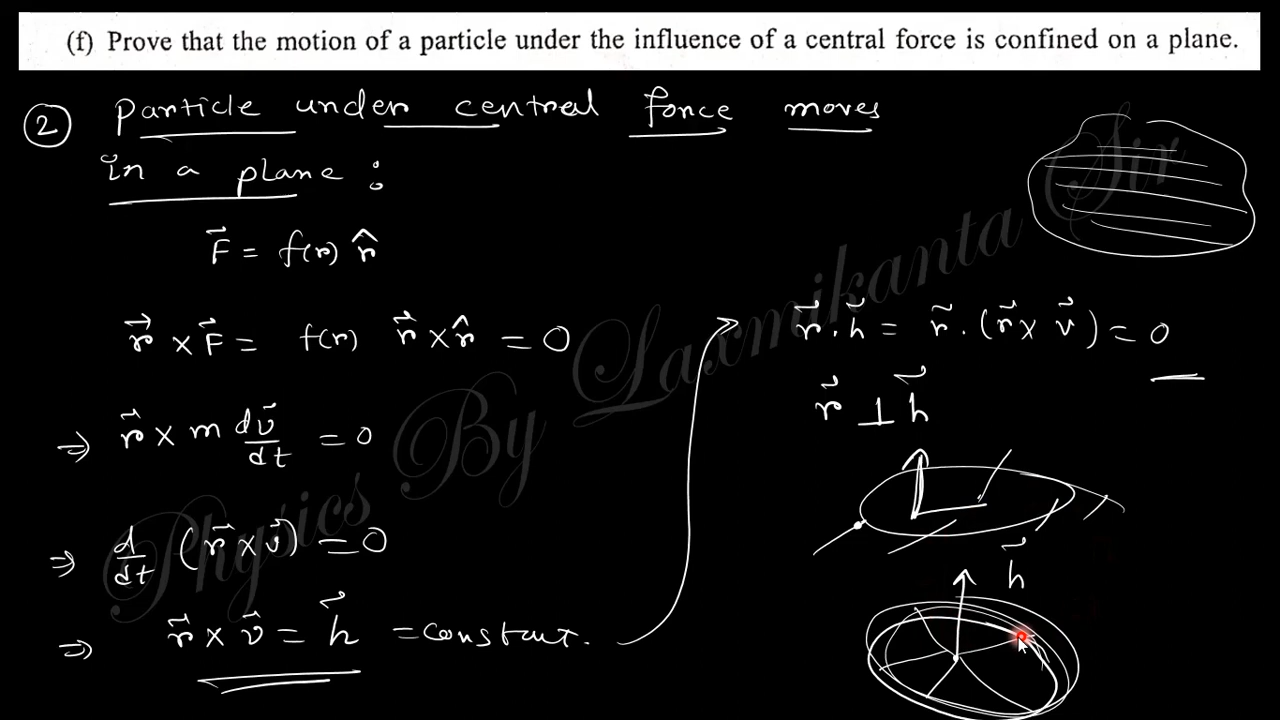 (f) Prove that the motion of a particle under the influence of a central force is confined on a plane.
② Particle under central force moves
in a plane :
F⃗ = f(r) r̂
r⃗ × F⃗ = f(r) r⃗ × r̂ = 0
⇒ r⃗ × m dv⃗/dt = 0
⇒ d/dt (r⃗ × v⃗) = 0
⇒ r⃗ × v⃗ = h⃗ = constant.
r⃗ . h⃗ = r⃗ . (r⃗ × v⃗) = 0
r⃗ ⊥ h⃗
h⃗
Physics By Laxmikanta Sir